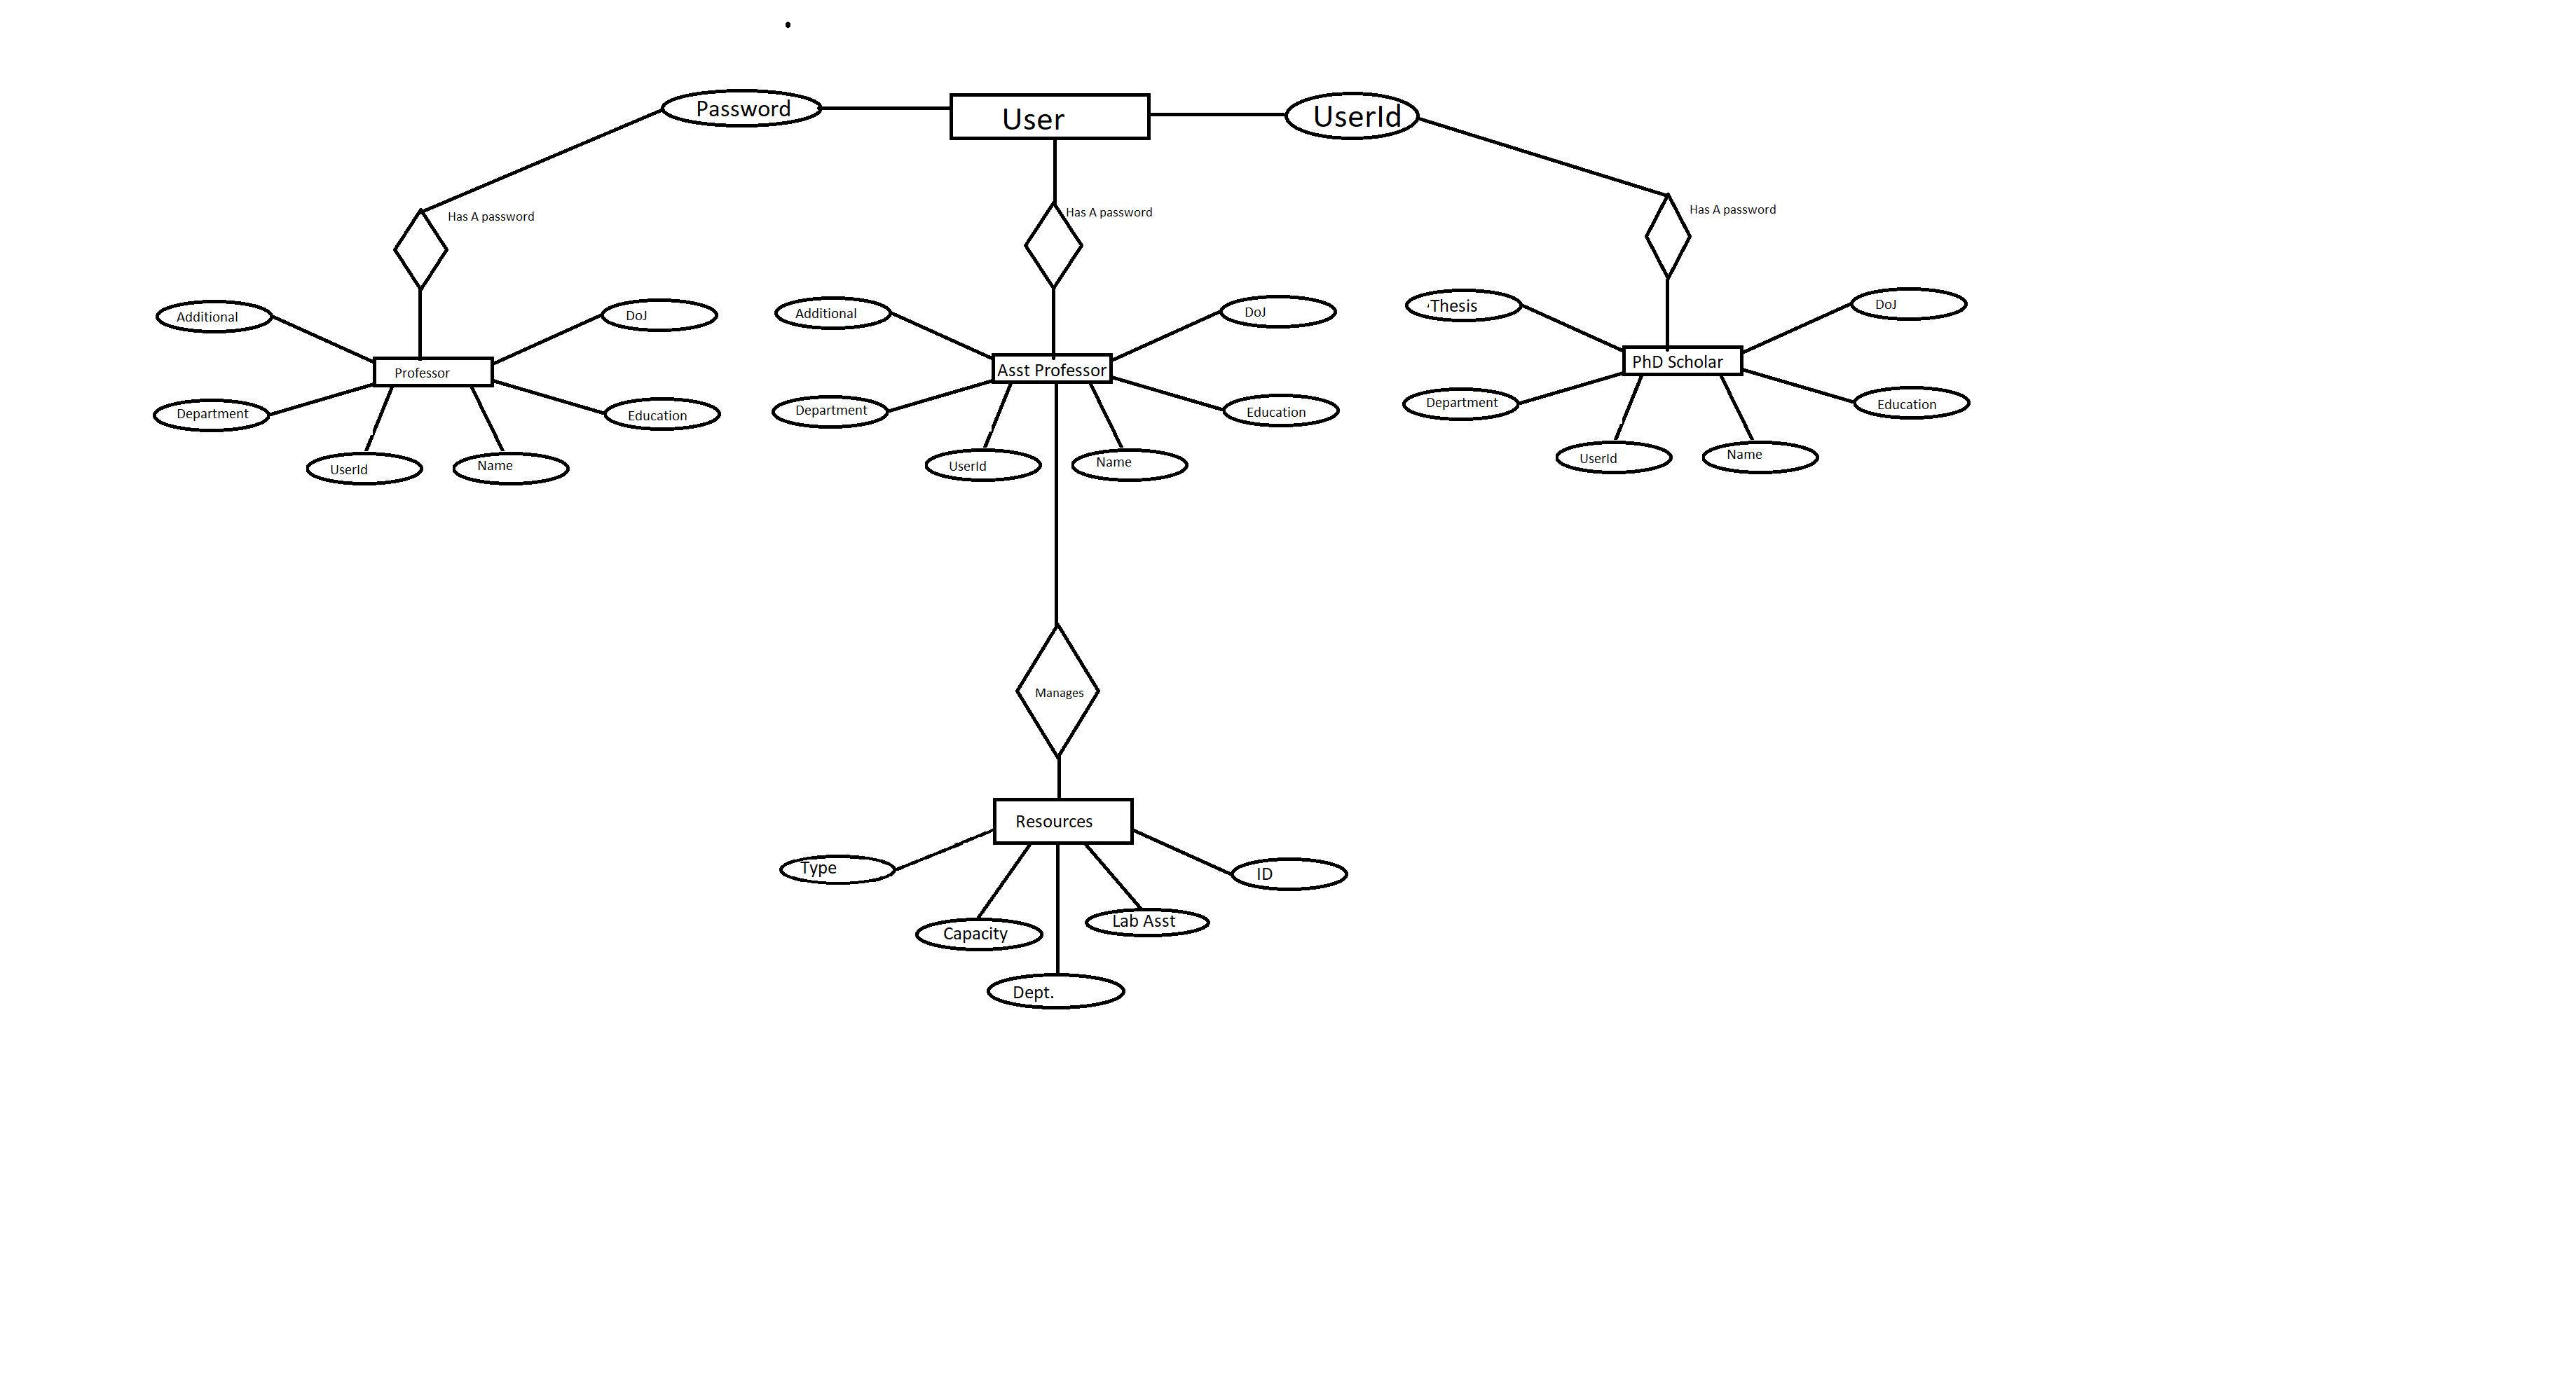 Password
User
UserId
Has A password
Has A password
Has A password
Additional
DoJ
Professor
Department
Education
UserId
Name
Additional
DoJ
Asst Professor
Department
Education
UserId
Name
Thesis
DoJ
PhD Scholar
Department
Education
UserId
Name
Manages
Resources
Type
ID
Capacity
Lab Asst
Dept.